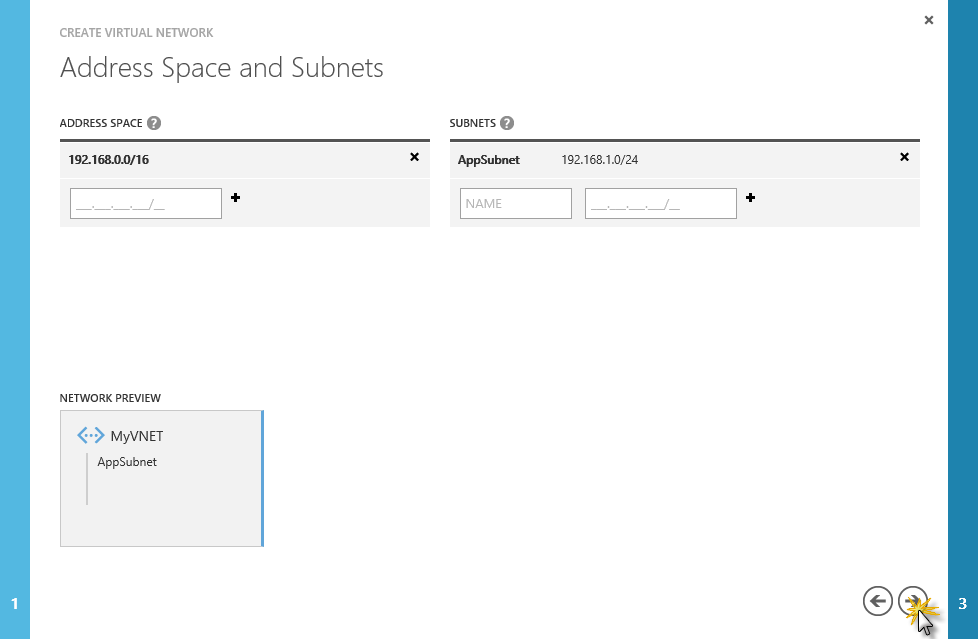 CREATE VIRTUAL NETWORK
Address Space and Subnets
ADDRESS SPACE ?
SUBNETS ?
192.168.0.0/16
AppSubnet 192.168.1.0/24
__.__.__.__/__
NAME __.__.__.__/__
NETWORK PREVIEW
MyVNET
AppSubnet
1
3